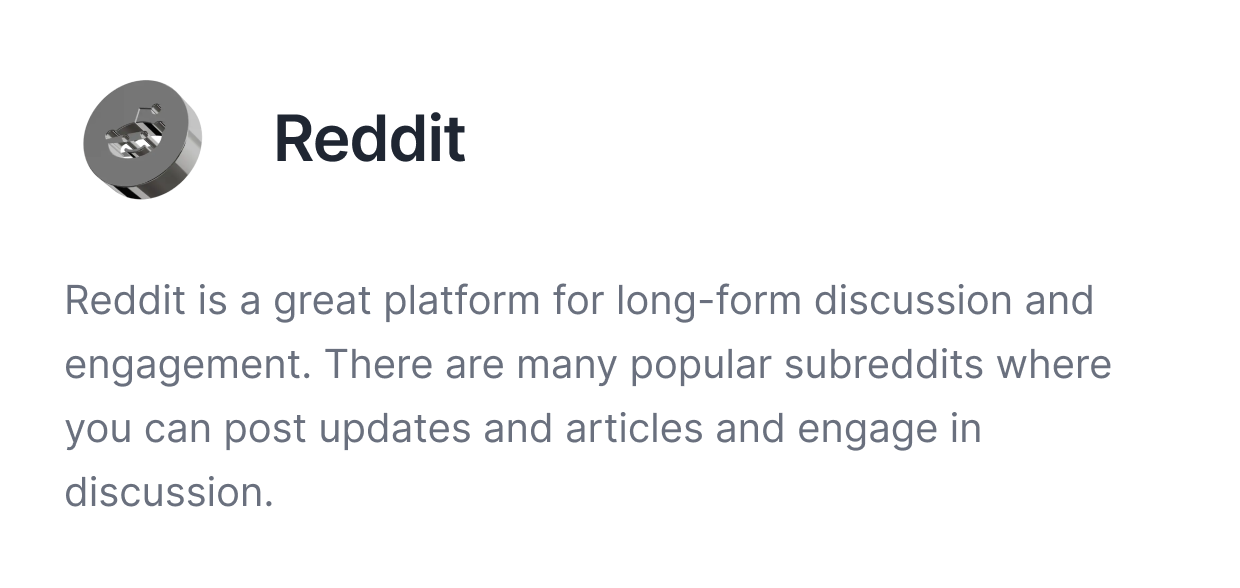 Reddit
Reddit is a great platform for long-form discussion and
engagement. There are many popular subreddits where
you can post updates and articles and engage in
discussion.